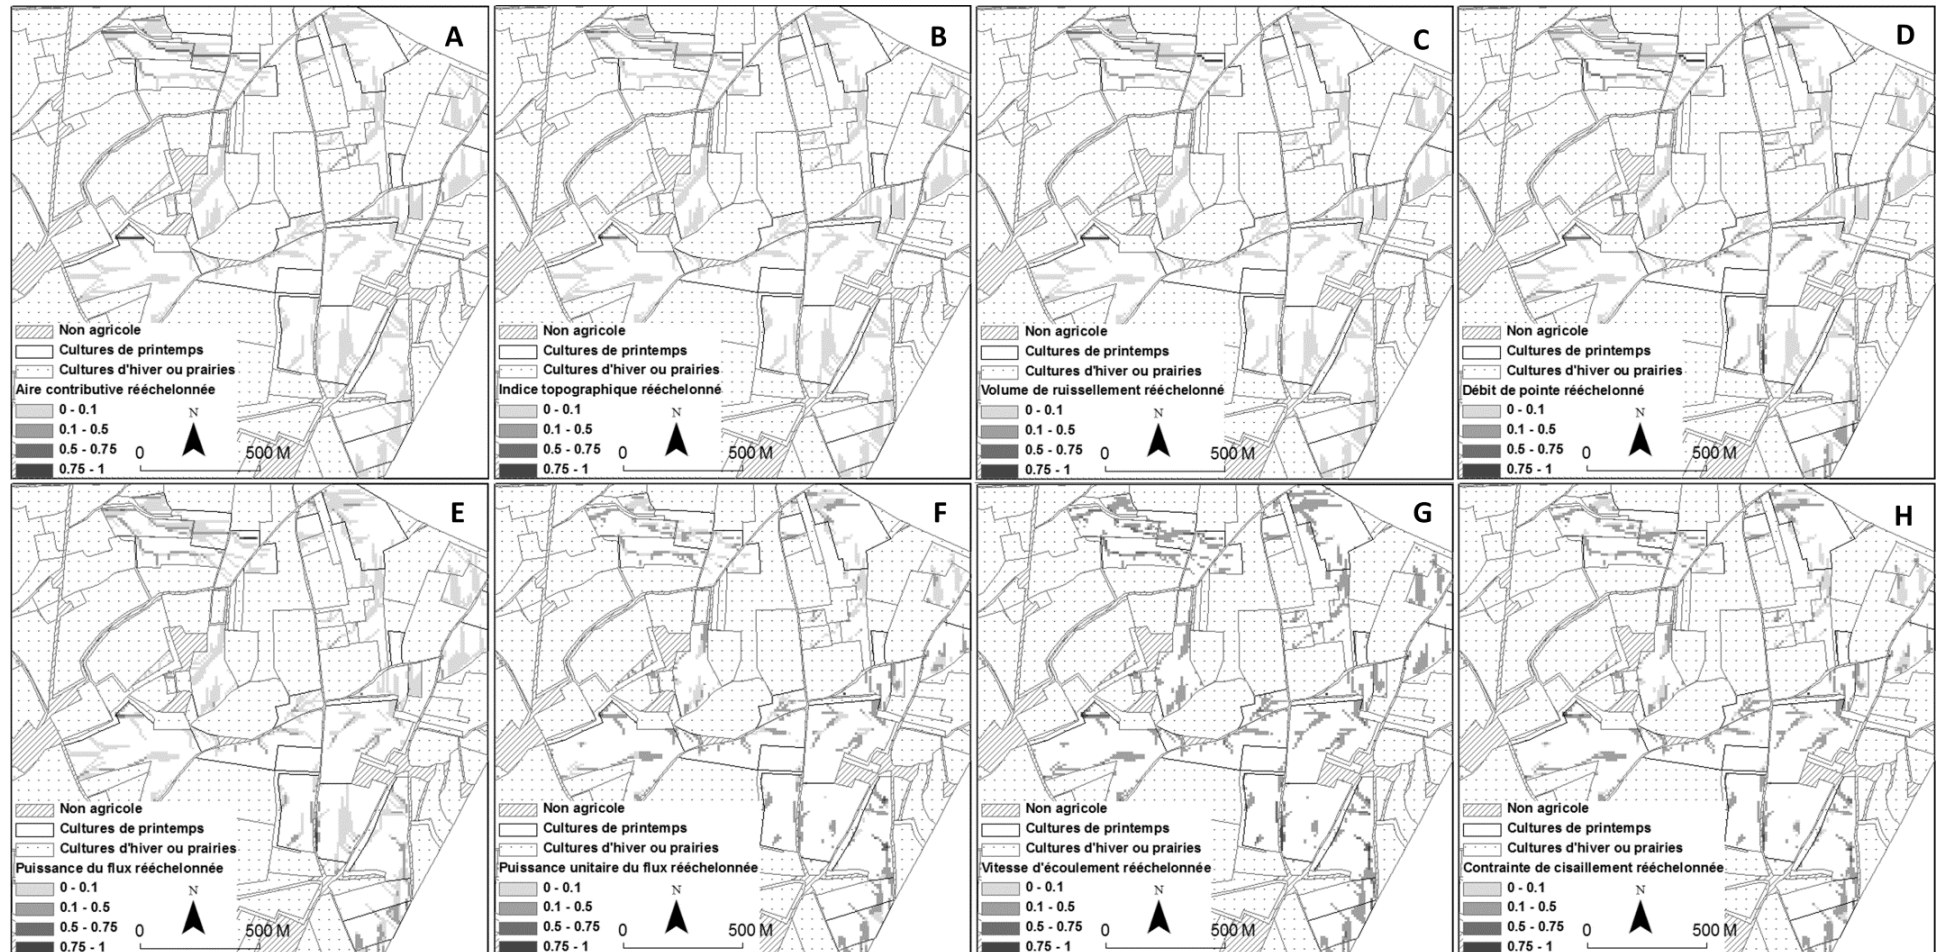 A
N
Non agricole
Cultures de printemps
Cultures d'hiver ou prairies
Aire contributive rééchelonnée
0 - 0.1
0.1 - 0.5
0.5 - 0.75
0.75 - 1
0 500 M
B
N
Non agricole
Cultures de printemps
Cultures d'hiver ou prairies
Indice topographique rééchelonné
0 - 0.1
0.1 - 0.5
0.5 - 0.75
0.75 - 1
0 500 M
C
N
Non agricole
Cultures de printemps
Cultures d'hiver ou prairies
Volume de ruissellement rééchelonné
0 - 0.1
0.1 - 0.5
0.5 - 0.75
0.75 - 1
0 500 M
D
N
Non agricole
Cultures de printemps
Cultures d'hiver ou prairies
Débit de pointe rééchelonné
0 - 0.1
0.1 - 0.5
0.5 - 0.75
0.75 - 1
0 500 M
E
N
Non agricole
Cultures de printemps
Cultures d'hiver ou prairies
Puissance du flux rééchelonnée
0 - 0.1
0.1 - 0.5
0.5 - 0.75
0.75 - 1
0 500 M
F
N
Non agricole
Cultures de printemps
Cultures d'hiver ou prairies
Puissance unitaire du flux rééchelonnée
0 - 0.1
0.1 - 0.5
0.5 - 0.75
0.75 - 1
0 500 M
G
N
Non agricole
Cultures de printemps
Cultures d'hiver ou prairies
Vitesse d'écoulement rééchelonnée
0 - 0.1
0.1 - 0.5
0.5 - 0.75
0.75 - 1
0 500 M
H
N
Non agricole
Cultures de printemps
Cultures d'hiver ou prairies
Contrainte de cisaillement rééchelonnée
0 - 0.1
0.1 - 0.5
0.5 - 0.75
0.75 - 1
0 500 M